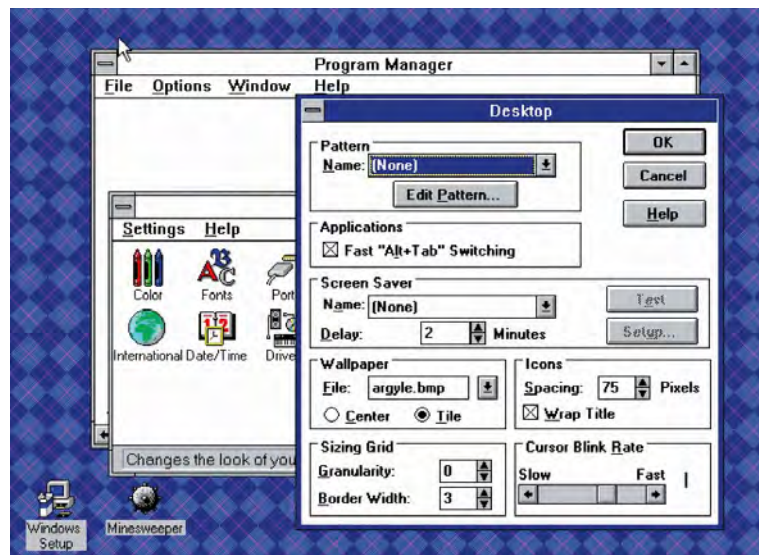 Program Manager
File Options Window Help
Desktop
Pattern
Name: (None)
Edit Pattern...
OK
Cancel
Help
Applications
Fast "Alt+Tab" Switching
Screen Saver
Name: (None)
Delay: 2 Minutes
Test
Setup...
Wallpaper
File: argyle.bmp
Center Tile
Icons
Spacing: 75 Pixels
Wrap Title
Sizing Grid
Granularity: 0
Border Width: 3
Cursor Blink Rate
Slow Fast
Settings Help
Color Fonts Port
International Date/Time Drive
Changes the look of you
Windows
Setup
Minesweeper